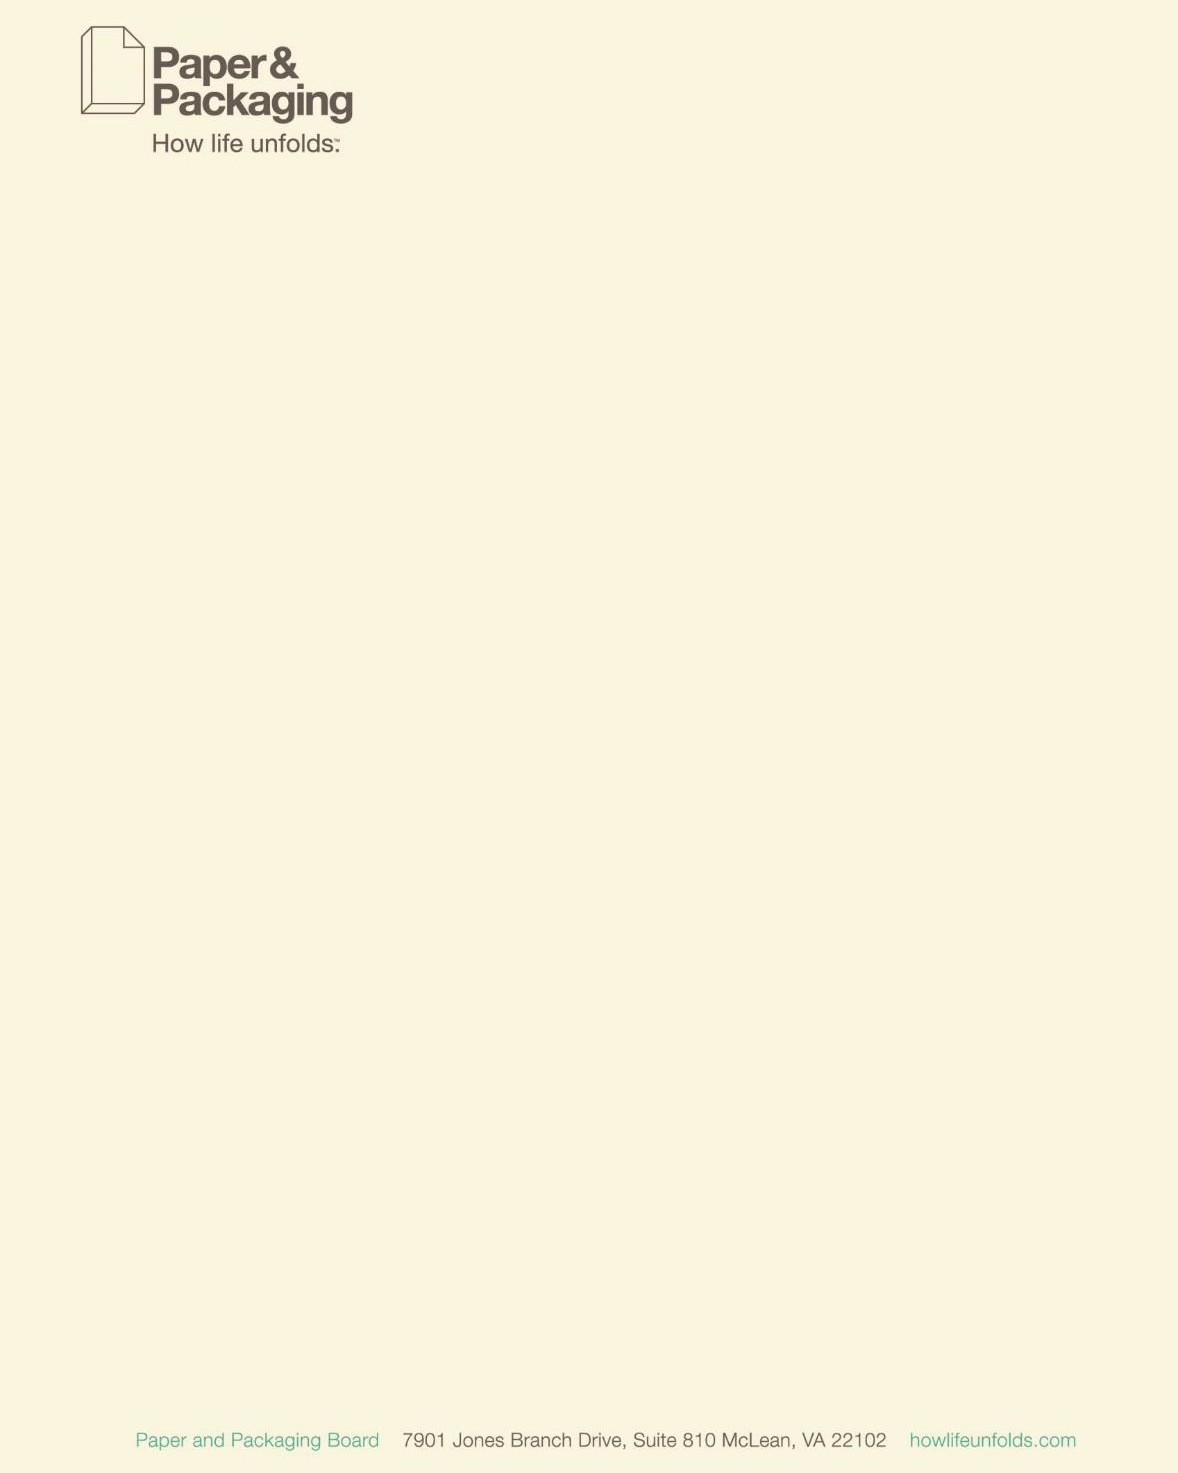 Paper &
Packaging
How life unfolds.™
Paper and Packaging Board 7901 Jones Branch Drive, Suite 810 McLean, VA 22102 howlifeunfolds.com